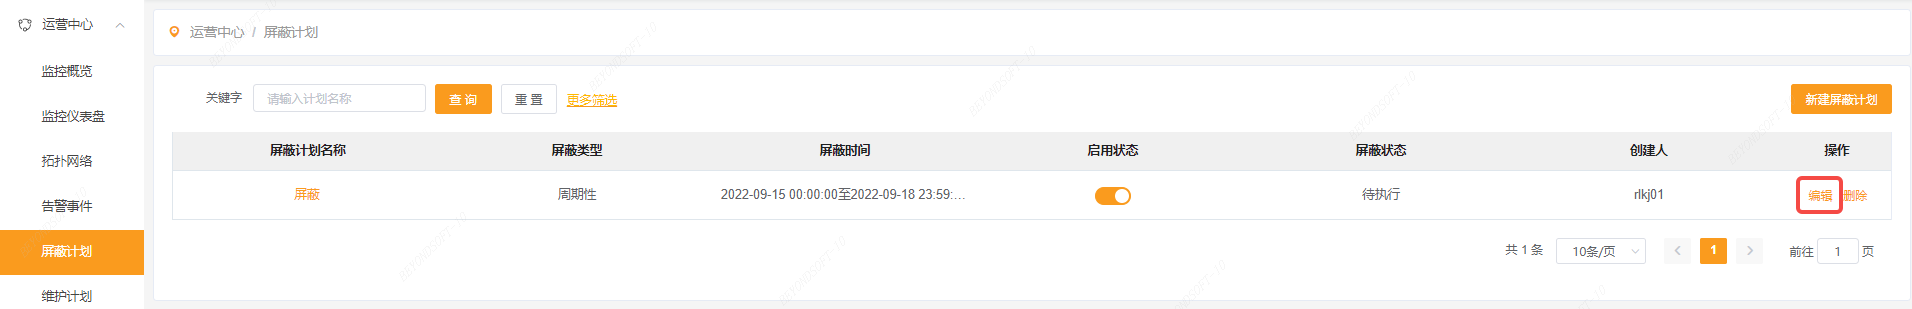 运营中心
监控概览
监控仪表盘
拓扑网络
告警事件
屏蔽计划
维护计划
运营中心 / 屏蔽计划
关键字 请输入计划名称 查 询 重 置 更多筛选 新建屏蔽计划
屏蔽计划名称 屏蔽类型 屏蔽时间 启用状态 屏蔽状态 创建人 操作
屏蔽 周期性 2022-09-15 00:00:00至2022-09-18 23:59:... 待执行 rlkj01 编辑 删除
共 1 条 10条/页 1 前往 1 页
BEYONDSOFT-10